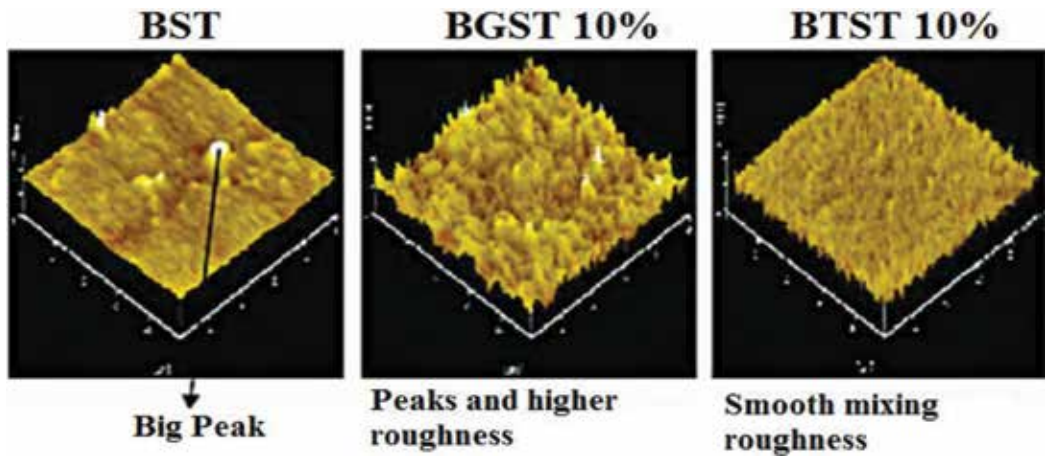 BST
BGST 10%
BTST 10%
Big Peak
Peaks and higher
roughness
Smooth mixing
roughness